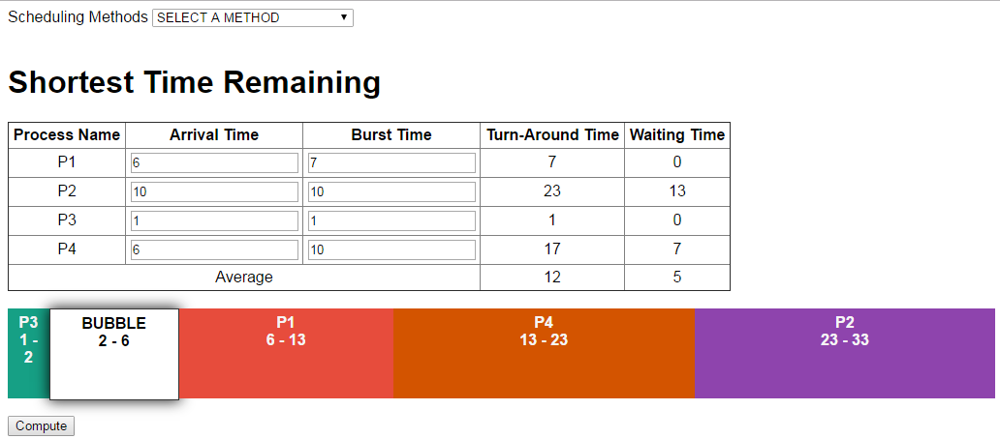 Scheduling Methods SELECT A METHOD
Shortest Time Remaining
Process Name Arrival Time Burst Time Turn-Around Time Waiting Time
P1 6 7 7 0
P2 10 10 23 13
P3 1 1 1 0
P4 6 10 17 7
Average 12 5
P3
1 -
2
BUBBLE
2 - 6
P1
6 - 13
P4
13 - 23
P2
23 - 33
Compute